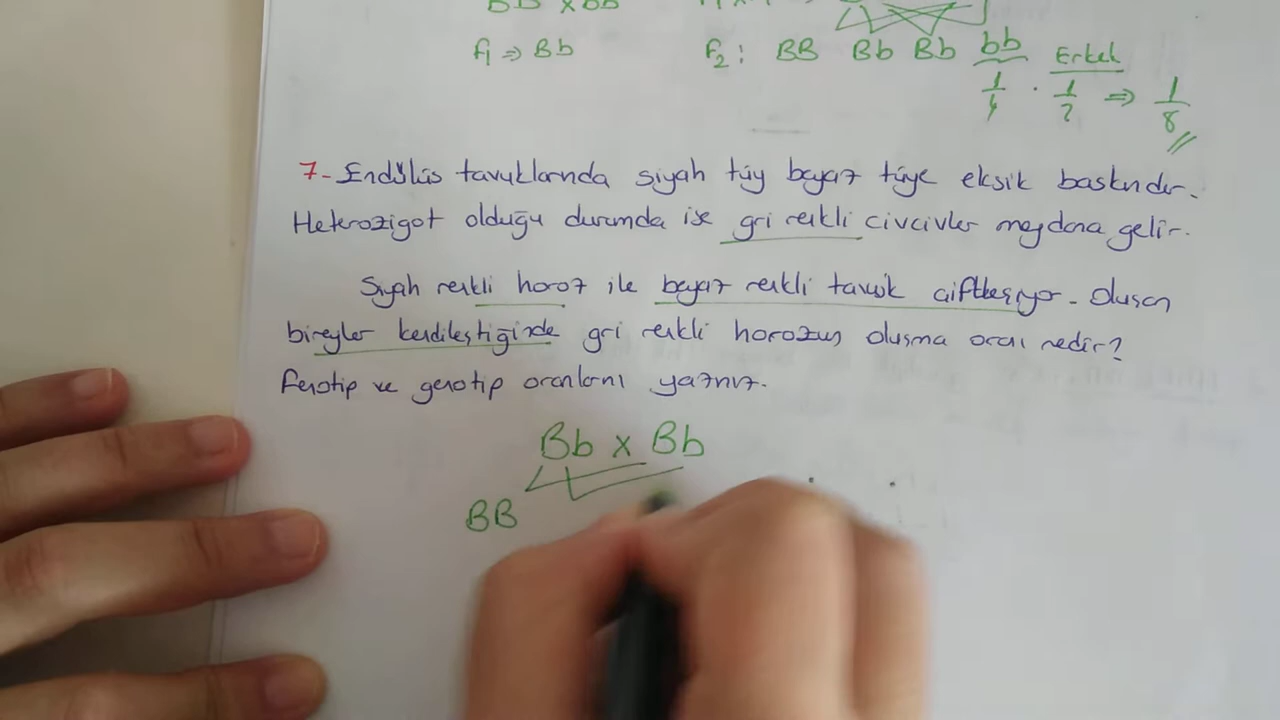 BB x bb
F1 ⇒ Bb F2 : BB Bb Bb bb Erkek
1/4 . 1/2 ⇒ 1/8
7- Endülüs tavuklarında siyah tüy beyaz tüye eksik baskındır.
Heterozigot olduğu durumda ise gri renkli civcivler meydana gelir.
Siyah renkli horoz ile beyaz renkli tavuk çiftleşiyor. Oluşan
bireyler kendileştiğinde gri renkli horozun oluşma oranı nedir?
Fenotip ve genotip oranlarını yazınız.
Bb x Bb
BB